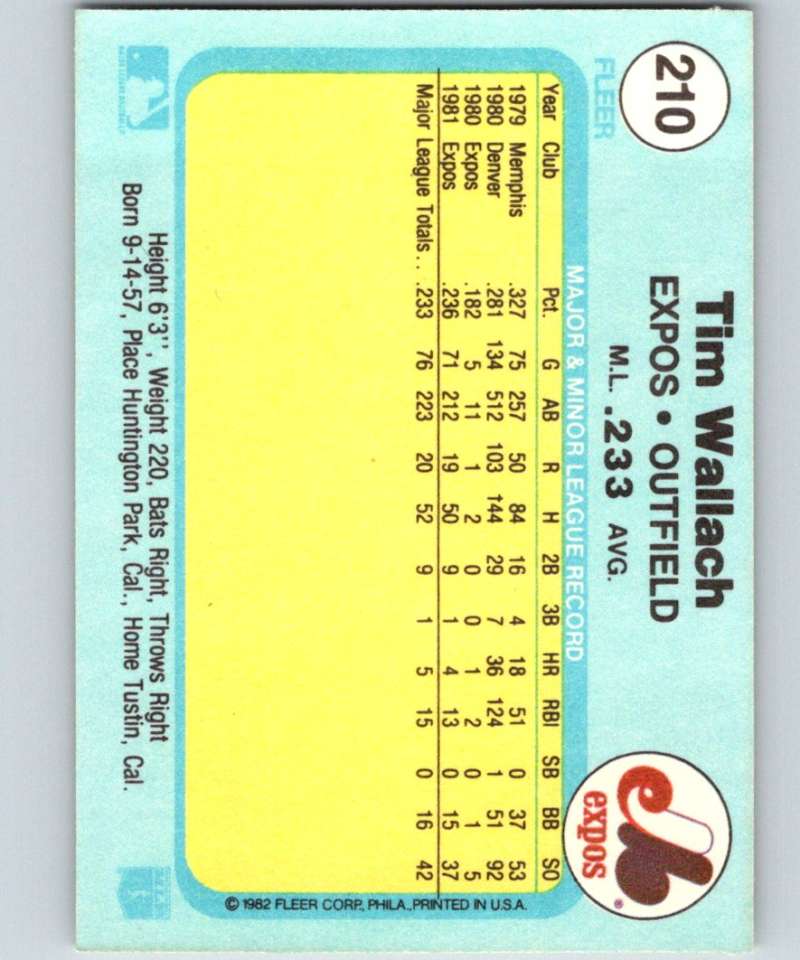 210
FLEER
Tim Wallach
EXPOS • OUTFIELD
M.L. .233 AVG.
expos
MAJOR & MINOR LEAGUE RECORD
Year Club Pct. G AB R H 2B 3B HR RBI SB BB SO
1979 Memphis .327 75 257 50 84 16 4 18 51 0 37 53
1980 Denver .281 134 512 103 144 29 7 36 124 1 51 92
1980 Expos .182 5 11 1 2 0 0 1 2 0 1 5
1981 Expos .236 71 212 19 50 9 1 4 13 0 15 37
Major League Totals . . .233 76 223 20 52 9 1 5 15 0 16 42
Height 6'3'', Weight 220, Bats Right, Throws Right
Born 9-14-57, Place Huntington Park, Cal., Home Tustin, Cal.
© 1982 FLEER CORP., PHILA., PRINTED IN U.S.A.